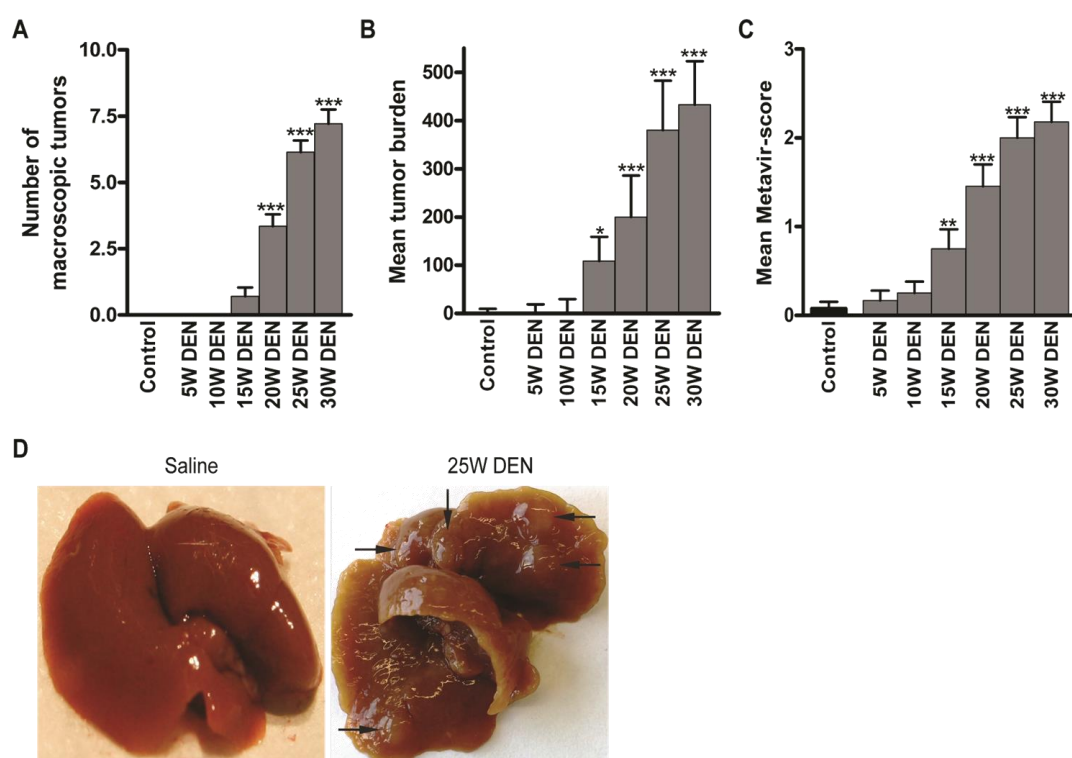 A
Number of
macroscopic tumors
10.0
7.5
5.0
2.5
0.0
***
***
***
Control
5W DEN
10W DEN
15W DEN
20W DEN
25W DEN
30W DEN
B
Mean tumor burden
500
400
300
200
100
0
*
***
***
***
Control
5W DEN
10W DEN
15W DEN
20W DEN
25W DEN
30W DEN
C
Mean Metavir-score
3
2
1
0
**
***
***
***
Control
5W DEN
10W DEN
15W DEN
20W DEN
25W DEN
30W DEN
D
Saline
25W DEN